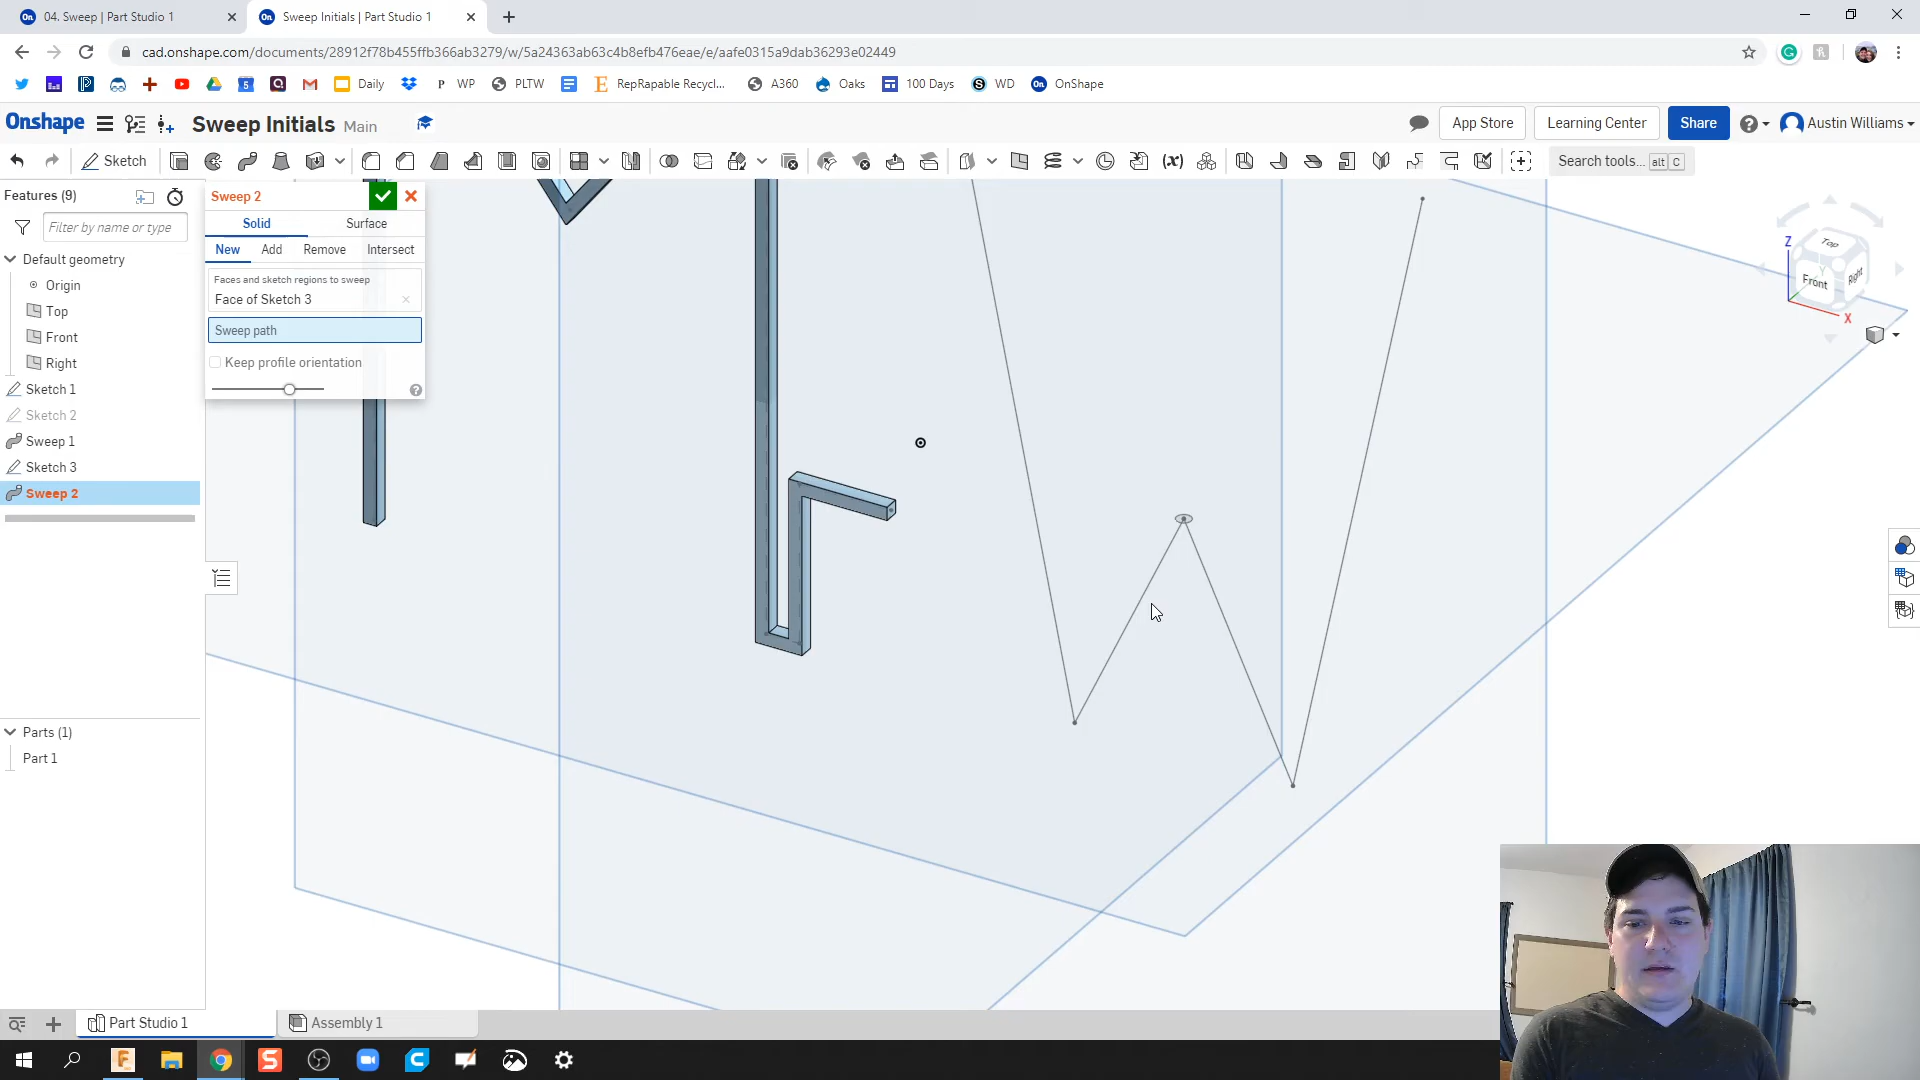 04. Sweep | Part Studio 1
Sweep Initials | Part Studio 1
cad.onshape.com/documents/28912f78b455ffb366ab3279/w/5a24363ab63c4b8efb476eae/e/aafe0315a9dab36293e02449
Daily
WP
PLTW
RepRapable Recycl...
A360
Oaks
100 Days
WD
OnShape
Onshape
Sweep Initials Main
App Store
Learning Center
Share
Austin Williams
Sketch
Search tools... alt C
Features (9)
Filter by name or type
Default geometry
Origin
Top
Front
Right
Sketch 1
Sketch 2
Sweep 1
Sketch 3
Sweep 2
Parts (1)
Part 1
Sweep 2
Solid
Surface
New
Add
Remove
Intersect
Faces and sketch regions to sweep
Face of Sketch 3
Sweep path
Keep profile orientation
Z
Top
Front
Right
Y
X
Part Studio 1
Assembly 1